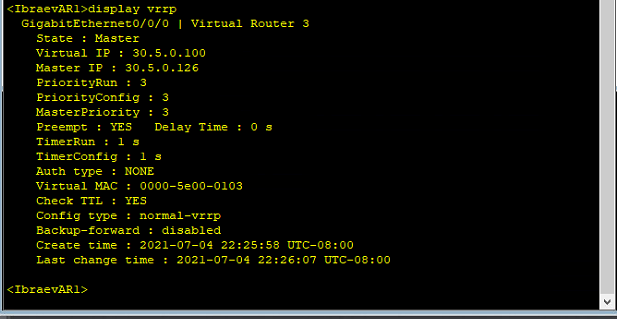 <IbraevAR1>display vrrp
GigabitEthernet0/0/0 | Virtual Router 3
State : Master
Virtual IP : 30.5.0.100
Master IP : 30.5.0.126
PriorityRun : 3
PriorityConfig : 3
MasterPriority : 3
Preempt : YES   Delay Time : 0 s
TimerRun : 1 s
TimerConfig : 1 s
Auth type : NONE
Virtual MAC : 0000-5e00-0103
Check TTL : YES
Config type : normal-vrrp
Backup-forward : disabled
Create time : 2021-07-04 22:25:58 UTC-08:00
Last change time : 2021-07-04 22:26:07 UTC-08:00
<IbraevAR1>